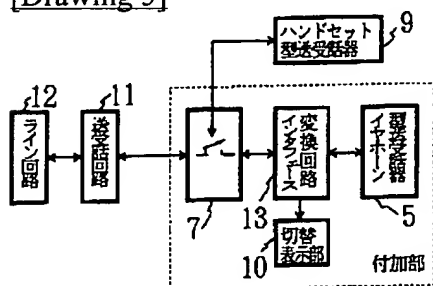 [Drawing 3]
ハンドセット
型送受話器
9
12
ライン回路
11
送受話回路
7
変換回路
インタフェース
13
イヤホーン
型送受話器
5
切替
表示部
10
付加部